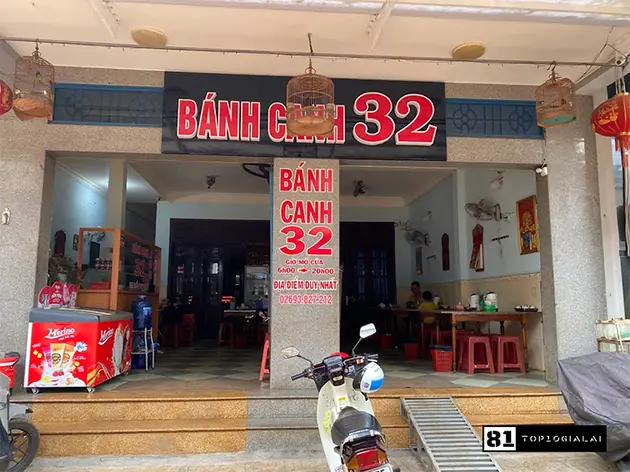 BÁNH CANH 32
BÁNH
CANH
32
GIỜ MỞ CỬA
6h00 20h00
ĐỊA ĐIỂM DUY NHẤT
02693.827.212
32
Merino
81 TOP10GIALAI